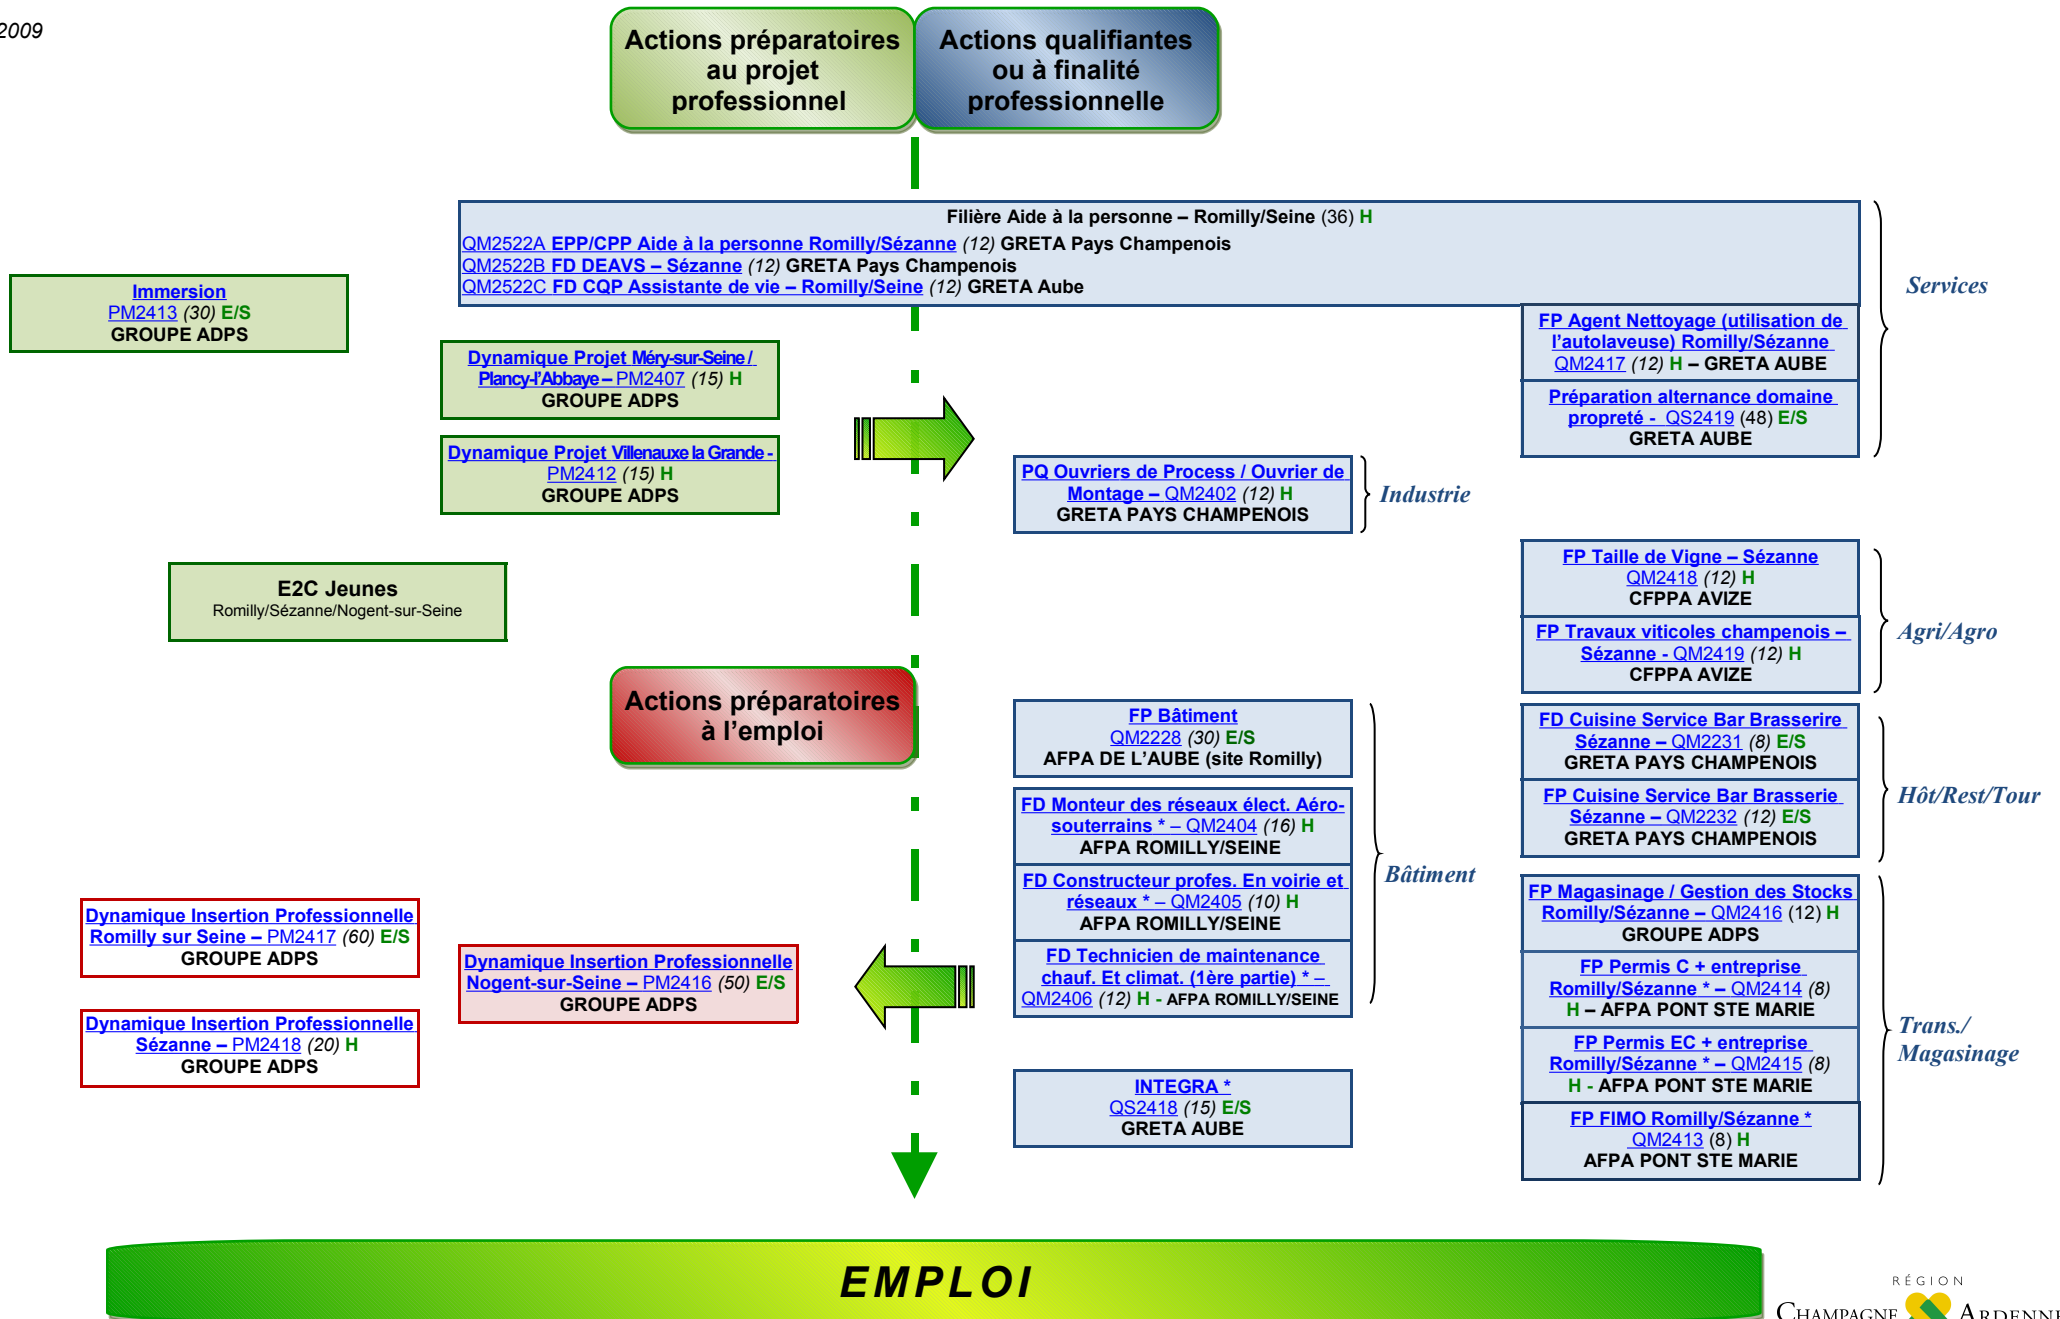 2009
Actions préparatoires
au projet
professionnel
Actions qualifiantes
ou à finalité
professionnelle
Filière Aide à la personne – Romilly/Seine (36) H
QM2522A EPP/CPP Aide à la personne Romilly/Sézanne (12) GRETA Pays Champenois
QM2522B FD DEAVS – Sézanne (12) GRETA Pays Champenois
QM2522C FD CQP Assistante de vie – Romilly/Seine (12) GRETA Aube
Services
Immersion
PM2413 (30) E/S
GROUPE ADPS
FP Agent Nettoyage (utilisation de
l'autolaveuse) Romilly/Sézanne
QM2417 (12) H – GRETA AUBE
Préparation alternance domaine
propreté - QS2419 (48) E/S
GRETA AUBE
Dynamique Projet Méry-sur-Seine /
Plancy-l'Abbaye – PM2407 (15) H
GROUPE ADPS
Dynamique Projet Villenauxe la Grande -
PM2412 (15) H
GROUPE ADPS
PQ Ouvriers de Process / Ouvrier de
Montage – QM2402 (12) H
GRETA PAYS CHAMPENOIS
Industrie
E2C Jeunes
Romilly/Sézanne/Nogent-sur-Seine
FP Taille de Vigne – Sézanne
QM2418 (12) H
CFPPA AVIZE
FP Travaux viticoles champenois –
Sézanne - QM2419 (12) H
CFPPA AVIZE
Agri/Agro
Actions préparatoires
à l'emploi
FP Bâtiment
QM2228 (30) E/S
AFPA DE L'AUBE (site Romilly)
FD Monteur des réseaux élect. Aéro-
souterrains * – QM2404 (16) H
AFPA ROMILLY/SEINE
FD Constructeur profes. En voirie et
réseaux * – QM2405 (10) H
AFPA ROMILLY/SEINE
FD Technicien de maintenance
chauf. Et climat. (1ère partie) * –
QM2406 (12) H - AFPA ROMILLY/SEINE
Bâtiment
FD Cuisine Service Bar Brasserire
Sézanne – QM2231 (8) E/S
GRETA PAYS CHAMPENOIS
FP Cuisine Service Bar Brasserie
Sézanne – QM2232 (12) E/S
GRETA PAYS CHAMPENOIS
Hôt/Rest/Tour
Dynamique Insertion Professionnelle
Romilly sur Seine – PM2417 (60) E/S
GROUPE ADPS
Dynamique Insertion Professionnelle
Nogent-sur-Seine – PM2416 (50) E/S
GROUPE ADPS
Dynamique Insertion Professionnelle
Sézanne – PM2418 (20) H
GROUPE ADPS
FP Magasinage / Gestion des Stocks
Romilly/Sézanne – QM2416 (12) H
GROUPE ADPS
FP Permis C + entreprise
Romilly/Sézanne * – QM2414 (8)
H – AFPA PONT STE MARIE
FP Permis EC + entreprise
Romilly/Sézanne * – QM2415 (8)
H - AFPA PONT STE MARIE
FP FIMO Romilly/Sézanne *
QM2413 (8) H
AFPA PONT STE MARIE
Trans./
Magasinage
INTEGRA *
QS2418 (15) E/S
GRETA AUBE
EMPLOI
RÉGION
CHAMPAGNE ARDENNE